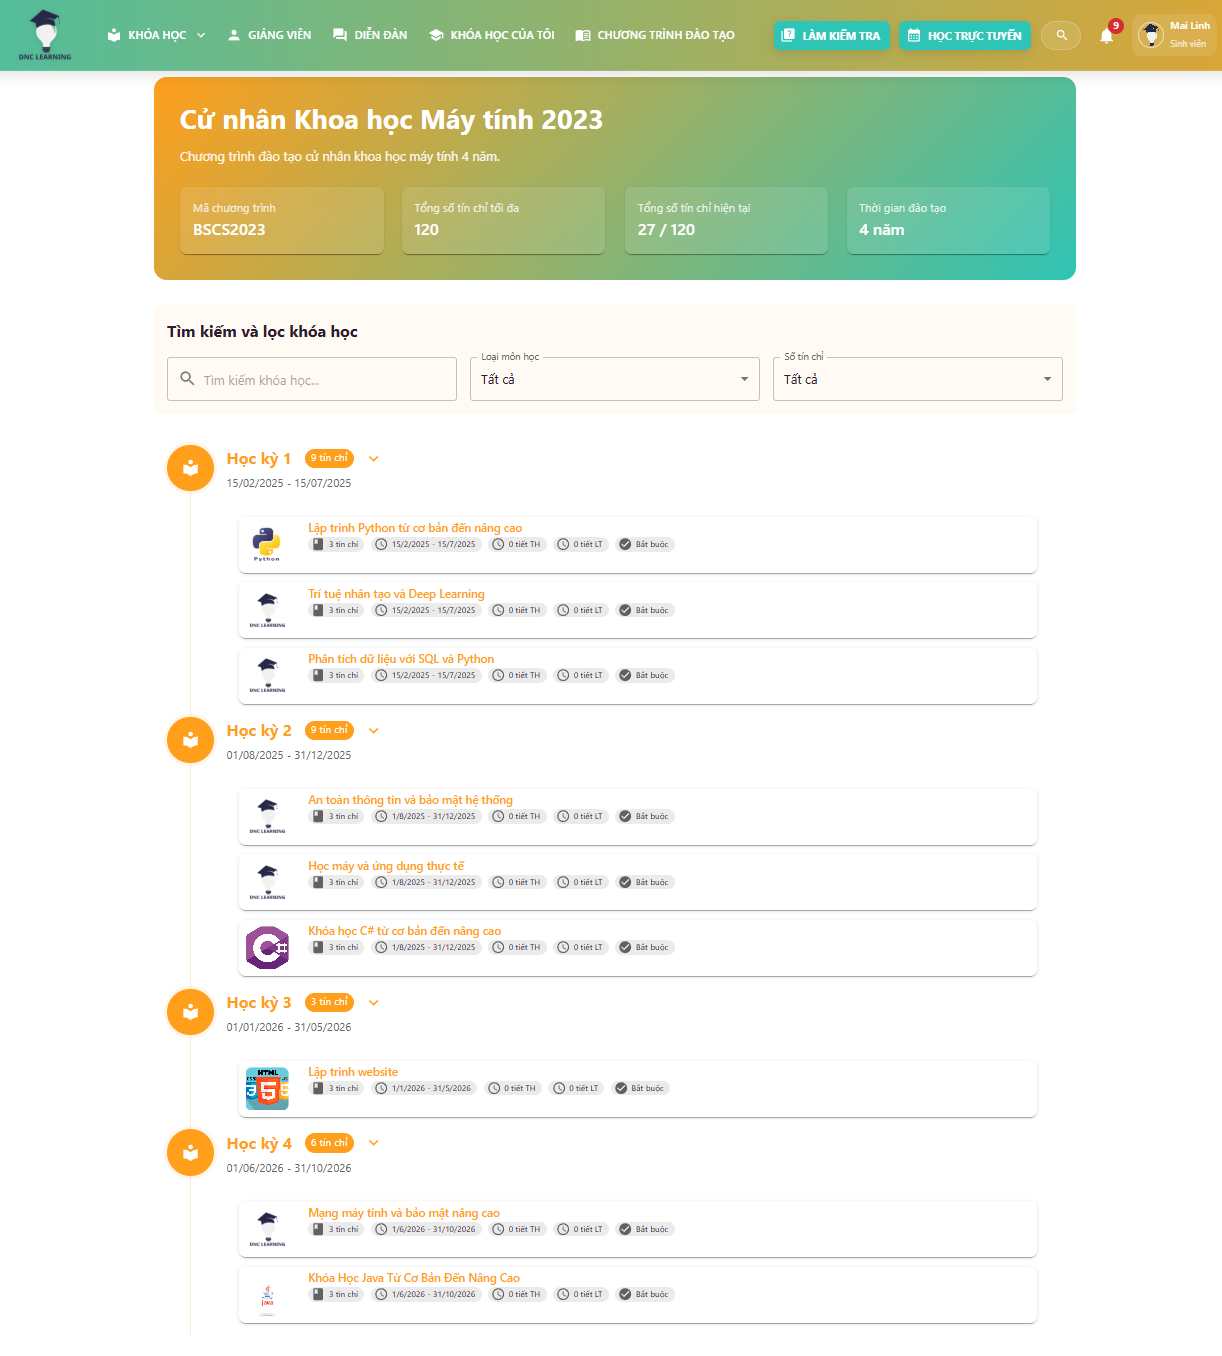 DNC LEARNING
KHÓA HỌC
GIẢNG VIÊN
DIỄN ĐÀN
KHÓA HỌC CỦA TÔI
CHƯƠNG TRÌNH ĐÀO TẠO
LÀM KIỂM TRA
HỌC TRỰC TUYẾN
9
Mai Linh
Sinh viên
Cử nhân Khoa học Máy tính 2023
Chương trình đào tạo cử nhân khoa học máy tính 4 năm.
Mã chương trình
BSCS2023
Tổng số tín chỉ tối đa
120
Tổng số tín chỉ hiện tại
27 / 120
Thời gian đào tạo
4 năm
Tìm kiếm và lọc khóa học
Tìm kiếm khóa học...
Loại môn học
Tất cả
Số tín chỉ
Tất cả
Học kỳ 1 9 tín chỉ
15/02/2025 - 15/07/2025
Python
Lập trình Python từ cơ bản đến nâng cao
3 tín chỉ 15/2/2025 - 15/7/2025 0 tiết TH 0 tiết LT Bắt buộc
DNC LEARNING
Trí tuệ nhân tạo và Deep Learning
3 tín chỉ 15/2/2025 - 15/7/2025 0 tiết TH 0 tiết LT Bắt buộc
DNC LEARNING
Phân tích dữ liệu với SQL và Python
3 tín chỉ 15/2/2025 - 15/7/2025 0 tiết TH 0 tiết LT Bắt buộc
Học kỳ 2 9 tín chỉ
01/08/2025 - 31/12/2025
DNC LEARNING
An toàn thông tin và bảo mật hệ thống
3 tín chỉ 1/8/2025 - 31/12/2025 0 tiết TH 0 tiết LT Bắt buộc
DNC LEARNING
Học máy và ứng dụng thực tế
3 tín chỉ 1/8/2025 - 31/12/2025 0 tiết TH 0 tiết LT Bắt buộc
C#
Khóa học C# từ cơ bản đến nâng cao
3 tín chỉ 1/8/2025 - 31/12/2025 0 tiết TH 0 tiết LT Bắt buộc
Học kỳ 3 3 tín chỉ
01/01/2026 - 31/05/2026
HTML
3 5 5
Lập trình website
3 tín chỉ 1/1/2026 - 31/5/2026 0 tiết TH 0 tiết LT Bắt buộc
Học kỳ 4 6 tín chỉ
01/06/2026 - 31/10/2026
DNC LEARNING
Mạng máy tính và bảo mật nâng cao
3 tín chỉ 1/6/2026 - 31/10/2026 0 tiết TH 0 tiết LT Bắt buộc
Java
Khóa Học Java Từ Cơ Bản Đến Nâng Cao
3 tín chỉ 1/6/2026 - 31/10/2026 0 tiết TH 0 tiết LT Bắt buộc